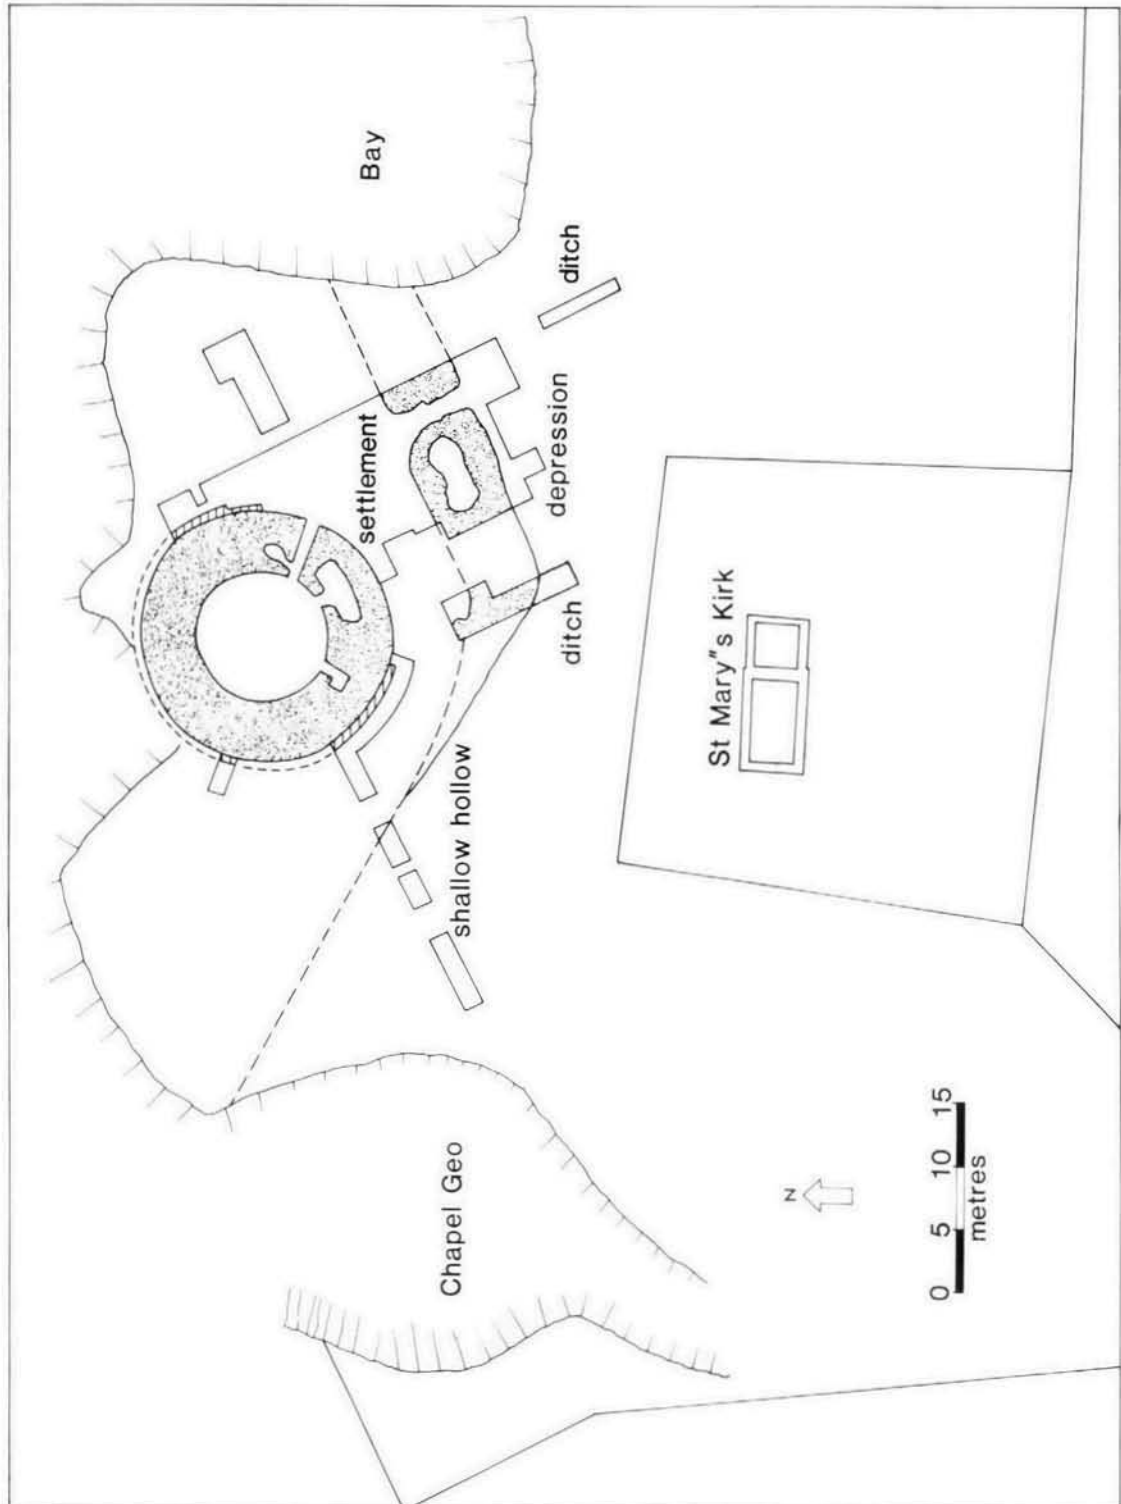 Bay
ditch
settlement
depression
ditch
shallow hollow
St Mary"s Kirk
Chapel Geo
N
0 5 10 15
metres